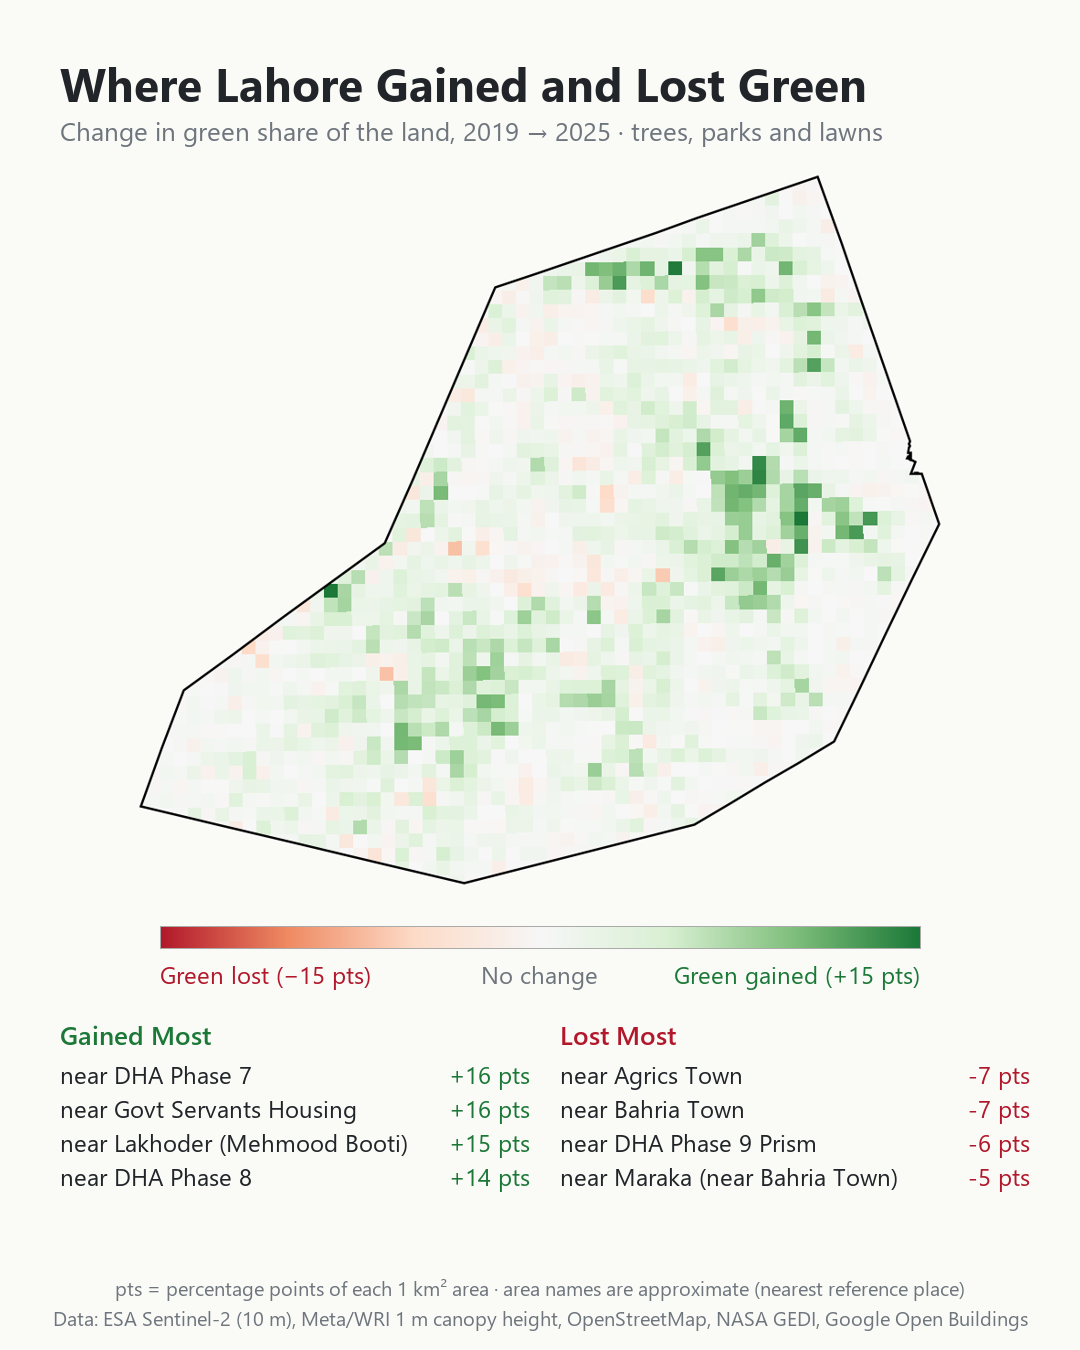 Where Lahore Gained and Lost Green
Change in green share of the land, 2019 → 2025 · trees, parks and lawns
Green lost (−15 pts)
No change
Green gained (+15 pts)
Gained Most
near DHA Phase 7 +16 pts
near Govt Servants Housing +16 pts
near Lakhoder (Mehmood Booti) +15 pts
near DHA Phase 8 +14 pts
Lost Most
near Agrics Town -7 pts
near Bahria Town -7 pts
near DHA Phase 9 Prism -6 pts
near Maraka (near Bahria Town) -5 pts
pts = percentage points of each 1 km² area · area names are approximate (nearest reference place)
Data: ESA Sentinel-2 (10 m), Meta/WRI 1 m canopy height, OpenStreetMap, NASA GEDI, Google Open Buildings